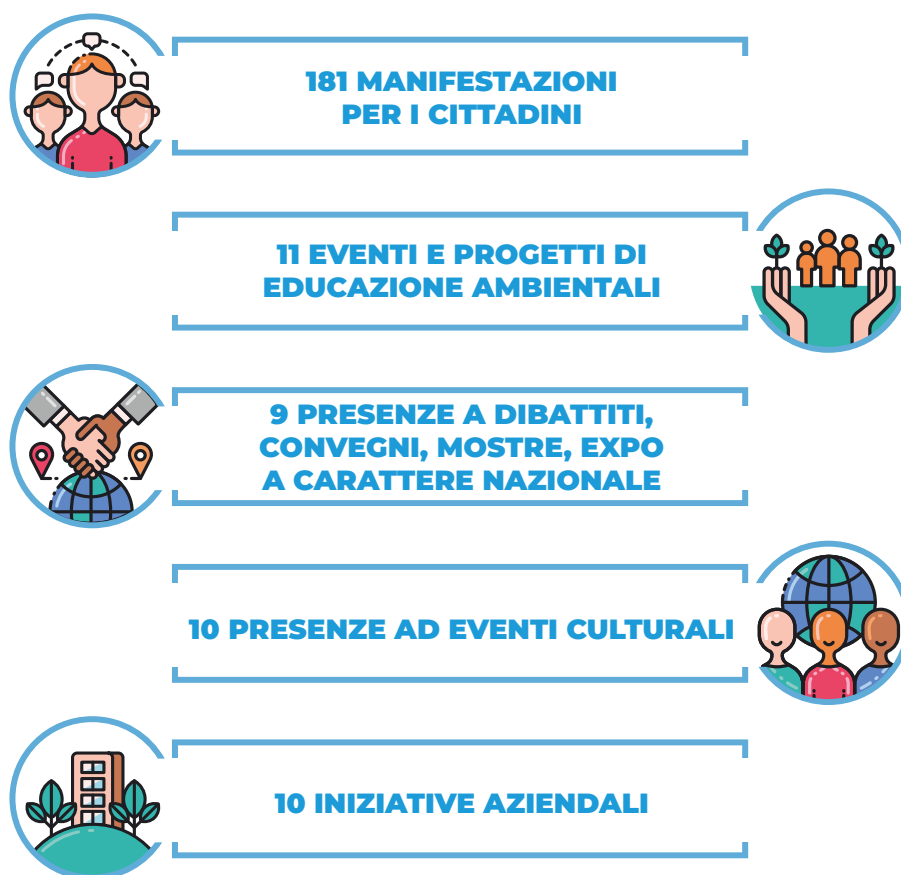 181 MANIFESTAZIONI
PER I CITTADINI
11 EVENTI E PROGETTI DI
EDUCAZIONE AMBIENTALI
9 PRESENZE A DIBATTITI,
CONVEGNI, MOSTRE, EXPO
A CARATTERE NAZIONALE
10 PRESENZE AD EVENTI CULTURALI
10 INIZIATIVE AZIENDALI